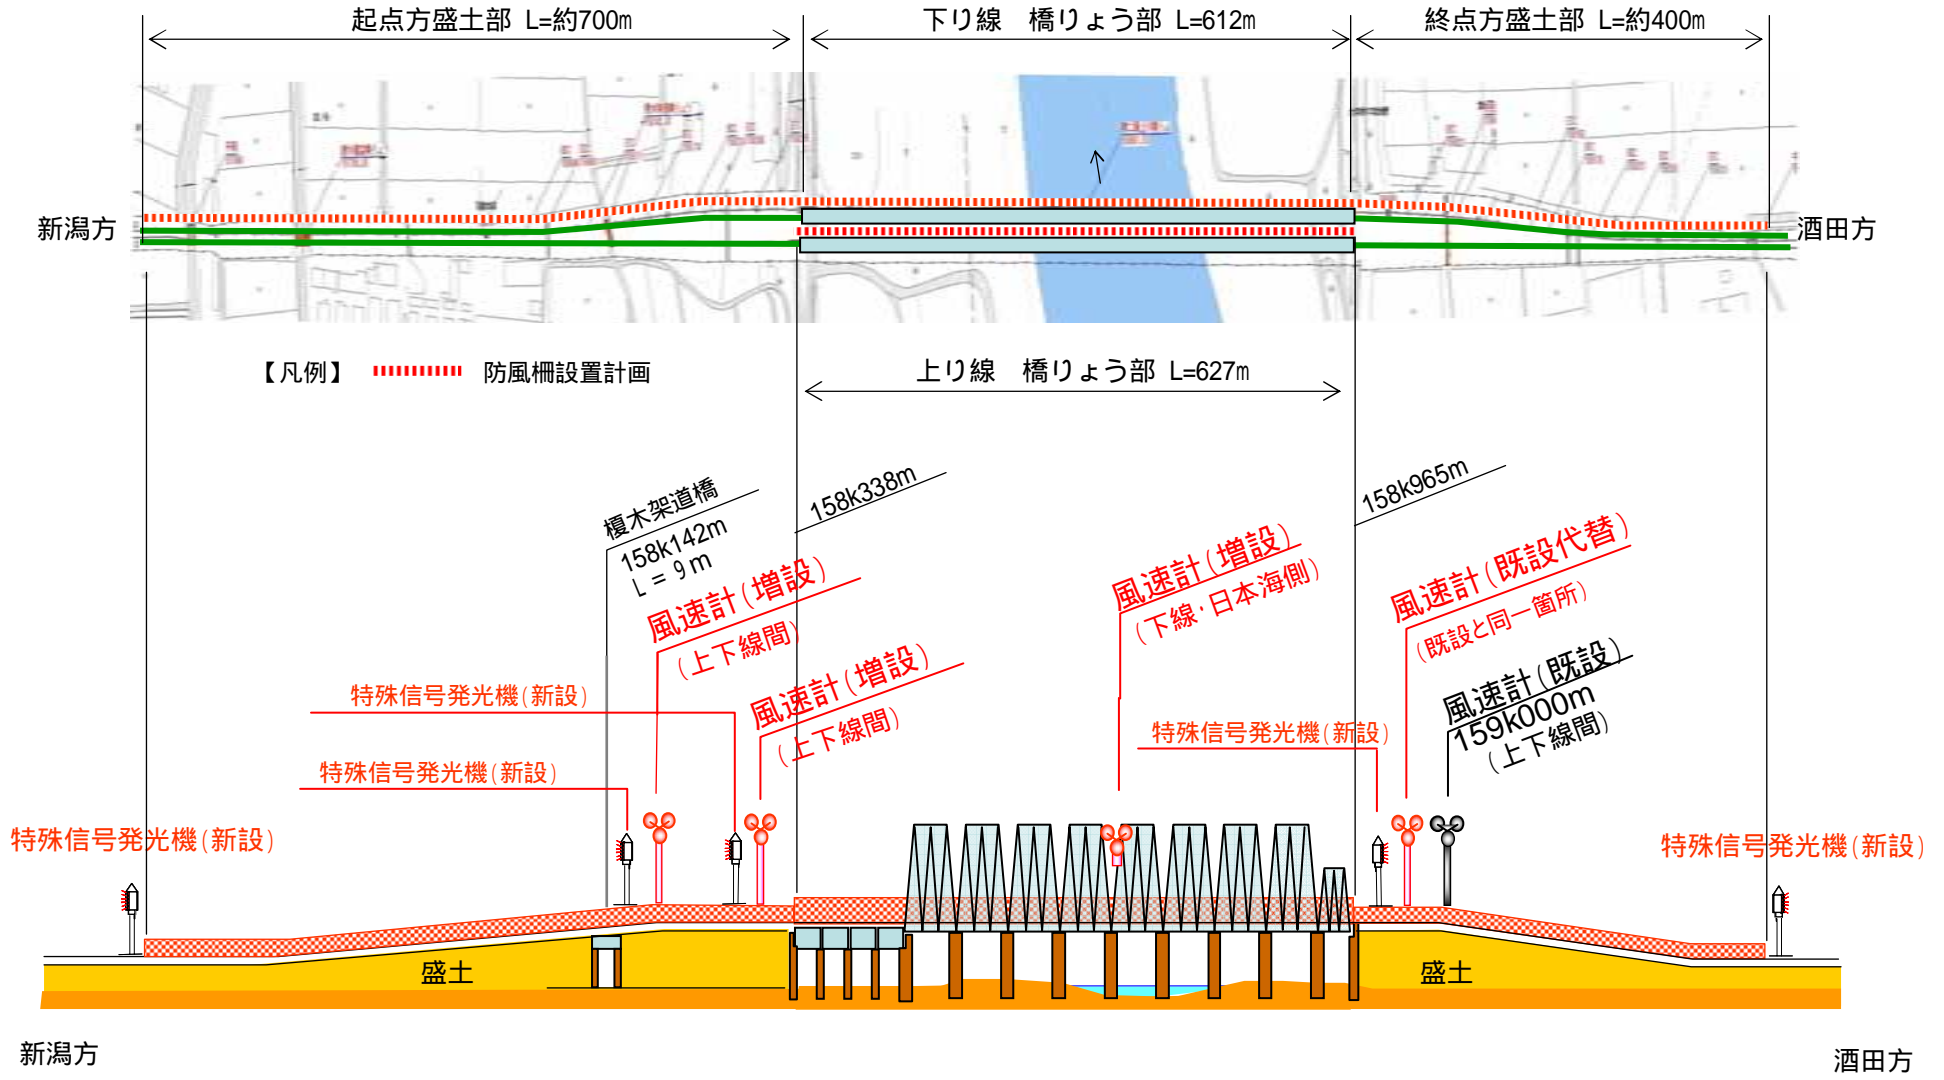 起点方盛土部 L=約700m
下り線　橋りょう部 L=612m
終点方盛土部 L=約400m
新潟方
酒田方
【凡例】 防風柵設置計画
上り線　橋りょう部 L=627m
榎木架道橋
158k142m
L = 9 m
158k338m
158k965m
風速計(増設)
(上下線間)
風速計(増設)
(上下線間)
風速計(増設)
(下線・日本海側)
風速計(既設代替)
(既設と同一箇所)
風速計(既設)
159k000m
(上下線間)
特殊信号発光機(新設)
特殊信号発光機(新設)
特殊信号発光機(新設)
特殊信号発光機(新設)
特殊信号発光機(新設)
盛土
盛土
新潟方
酒田方